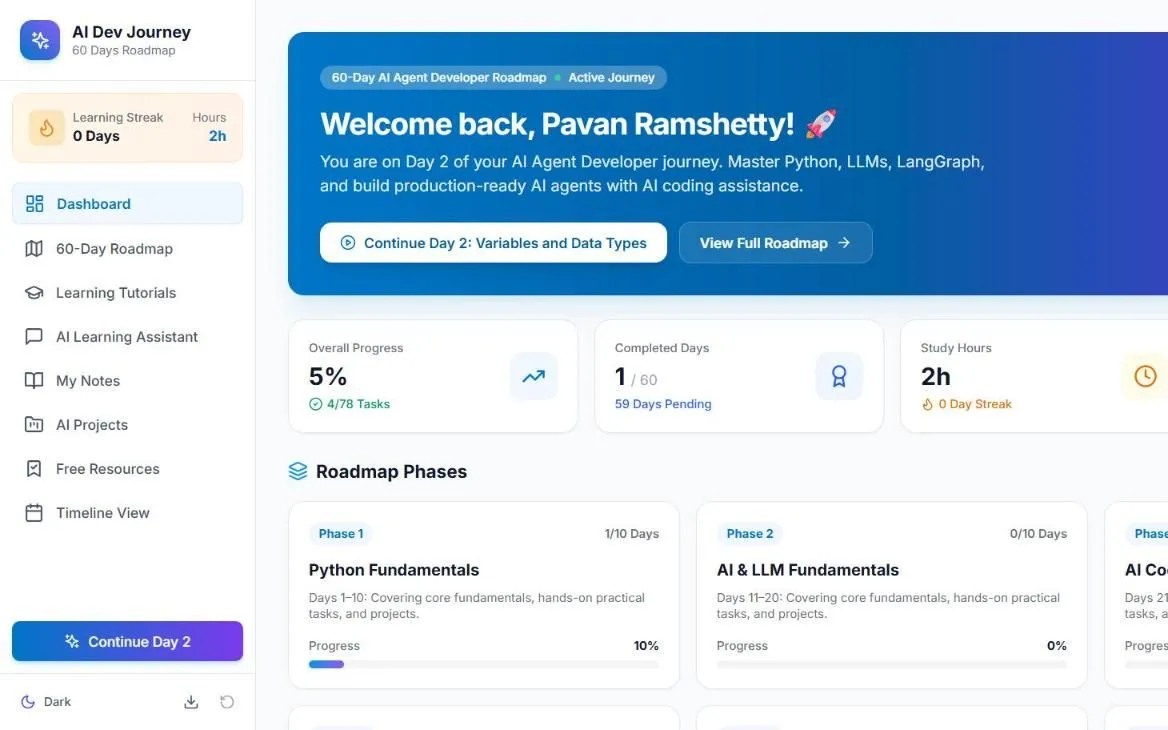 AI Dev Journey
60 Days Roadmap
Learning Streak
0 Days
Hours
2h
Dashboard
60-Day Roadmap
Learning Tutorials
AI Learning Assistant
My Notes
AI Projects
Free Resources
Timeline View
Continue Day 2
Dark
60-Day AI Agent Developer Roadmap • Active Journey
Welcome back, Pavan Ramshetty! 🚀
You are on Day 2 of your AI Agent Developer journey. Master Python, LLMs, LangGraph,
and build production-ready AI agents with AI coding assistance.
Continue Day 2: Variables and Data Types
View Full Roadmap →
Overall Progress
5%
4/78 Tasks
Completed Days
1 / 60
59 Days Pending
Study Hours
2h
0 Day Streak
Roadmap Phases
Phase 1
1/10 Days
Python Fundamentals
Days 1–10: Covering core fundamentals, hands-on practical
tasks, and projects.
Progress
10%
Phase 2
0/10 Days
AI & LLM Fundamentals
Days 11–20: Covering core fundamentals, hands-on practical
tasks, and projects.
Progress
0%
Phase
AI Co
Days 21
tasks, a
Progres